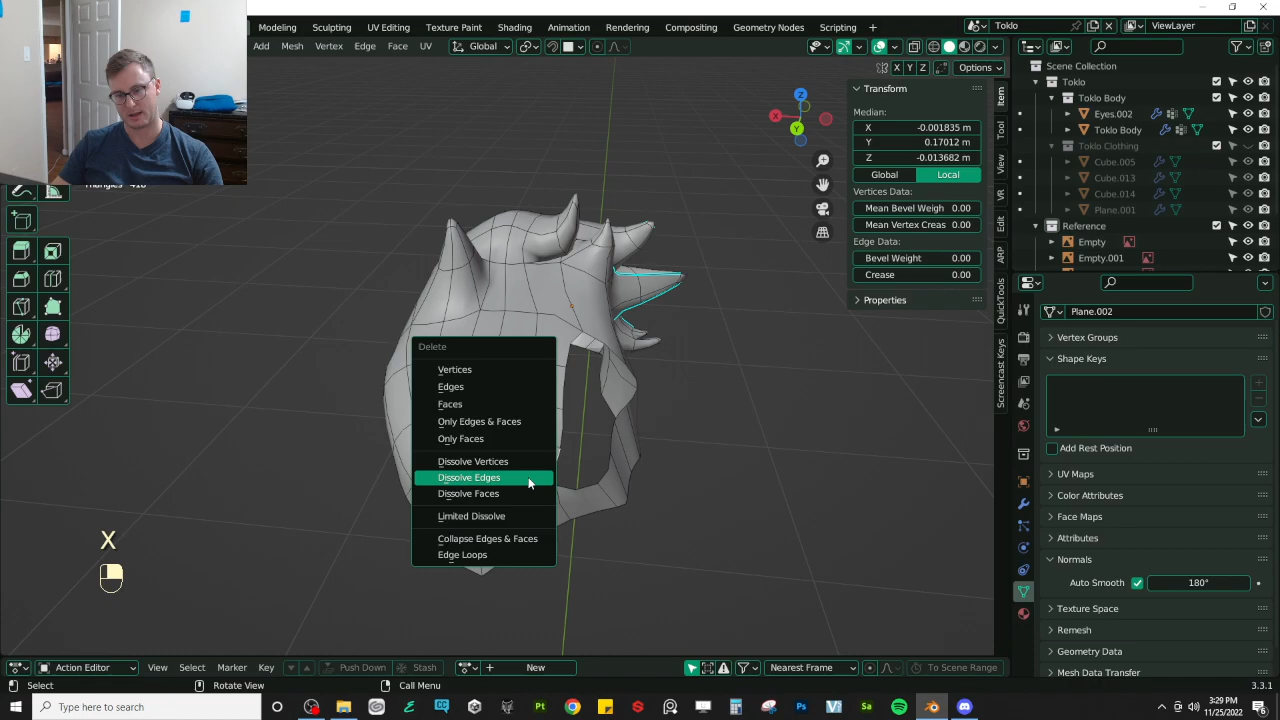 Modeling Sculpting UV Editing Texture Paint Shading Animation Rendering Compositing Geometry Nodes Scripting
Toklo
ViewLayer
Add Mesh Vertex Edge Face UV
Global
X Y Z
Options
Triangles
Transform
Median:
X -0.001835 m
Y 0.17012 m
Z -0.013682 m
Global Local
Vertices Data:
Mean Bevel Weigh 0.00
Mean Vertex Creas 0.00
Edge Data:
Bevel Weight 0.00
Crease 0.00
Properties
Item
Tool
View
VR
Edit
ARP
QuickTools
Screencast Keys
X
Y
Z
Scene Collection
Toklo
Toklo Body
Eyes.002
Toklo Body
Toklo Clothing
Cube.005
Cube.013
Cube.014
Plane.001
Reference
Empty
Empty.001
Plane.002
Vertex Groups
Shape Keys
Add Rest Position
UV Maps
Color Attributes
Face Maps
Attributes
Normals
Auto Smooth 180°
Texture Space
Remesh
Geometry Data
Mesh Data Transfer
Delete
Vertices
Edges
Faces
Only Edges & Faces
Only Faces
Dissolve Vertices
Dissolve Edges
Dissolve Faces
Limited Dissolve
Collapse Edges & Faces
Edge Loops
X
Action Editor View Select Marker Key Push Down Stash New Nearest Frame To Scene Range
Select Rotate View Call Menu 3.3.1
Type here to search
3:29 PM
11/25/2022